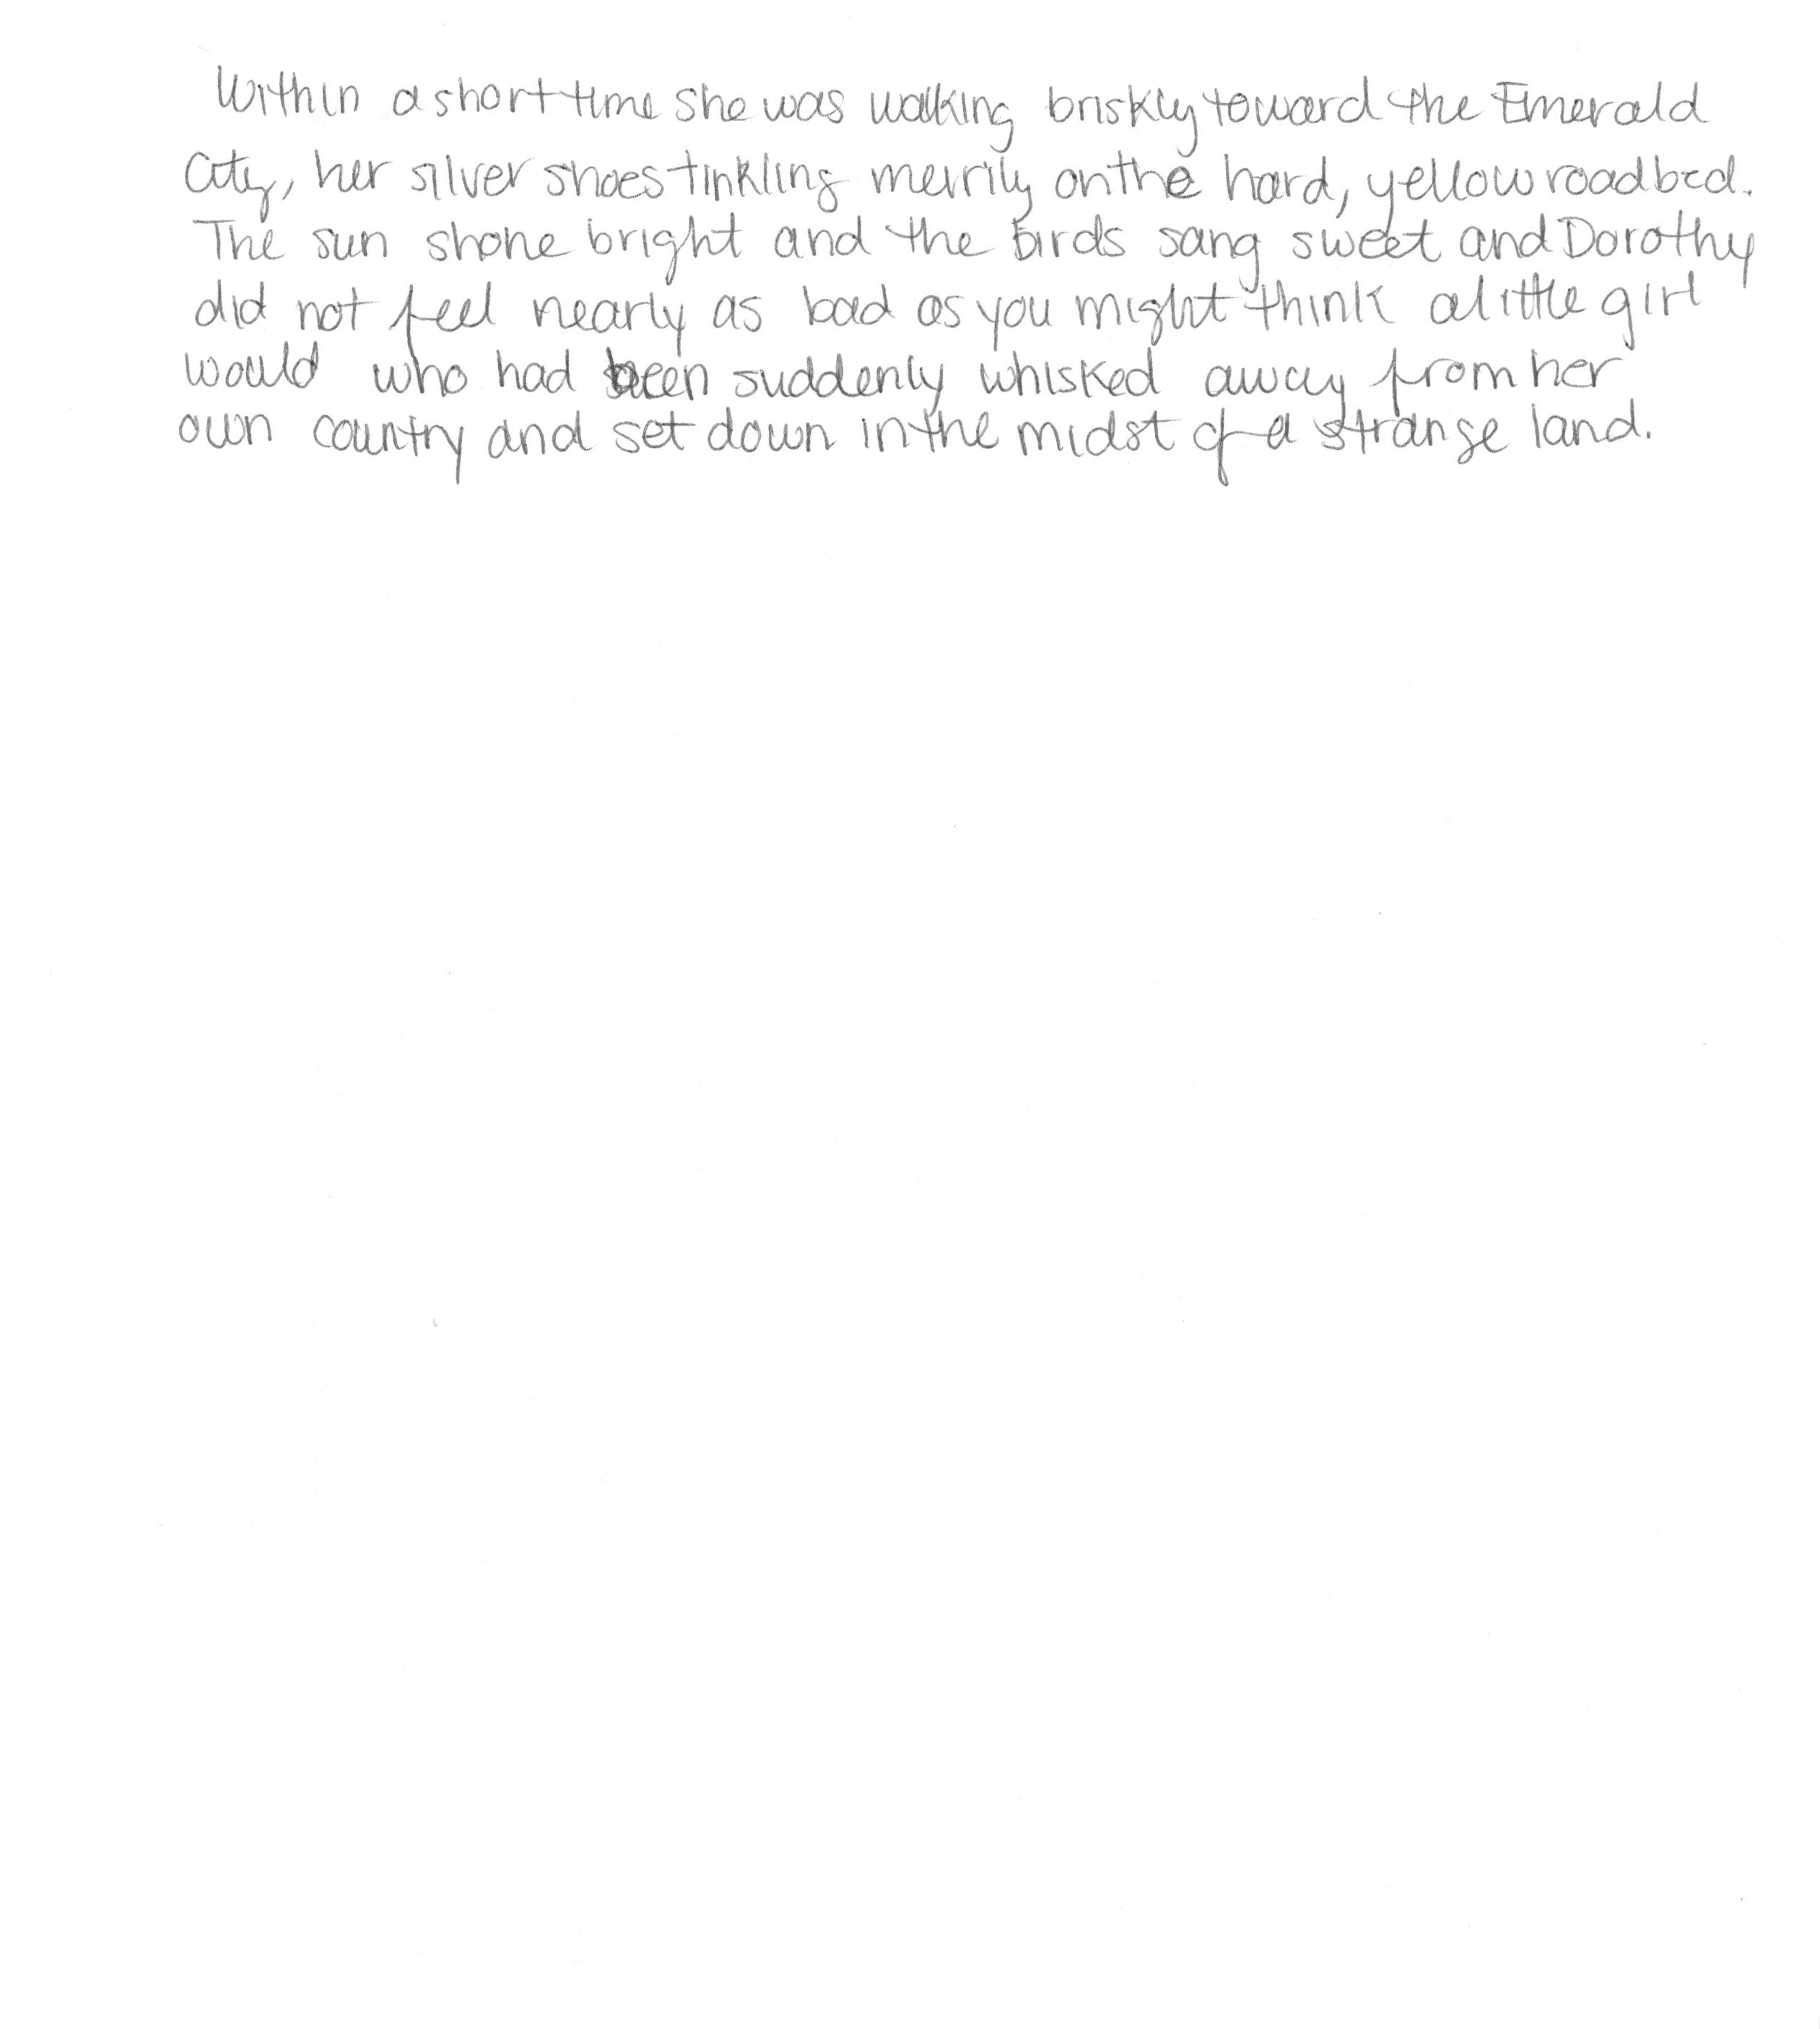 Within a short time she was walking briskly toward the Emerald
City, her silver shoes tinkling merrily on the hard, yellow roadbed.
The sun shone bright and the birds sang sweet and Dorothy
did not feel nearly as bad as you might think a little girl
would who had been suddenly whisked away from her
own country and set down in the midst of a strange land.